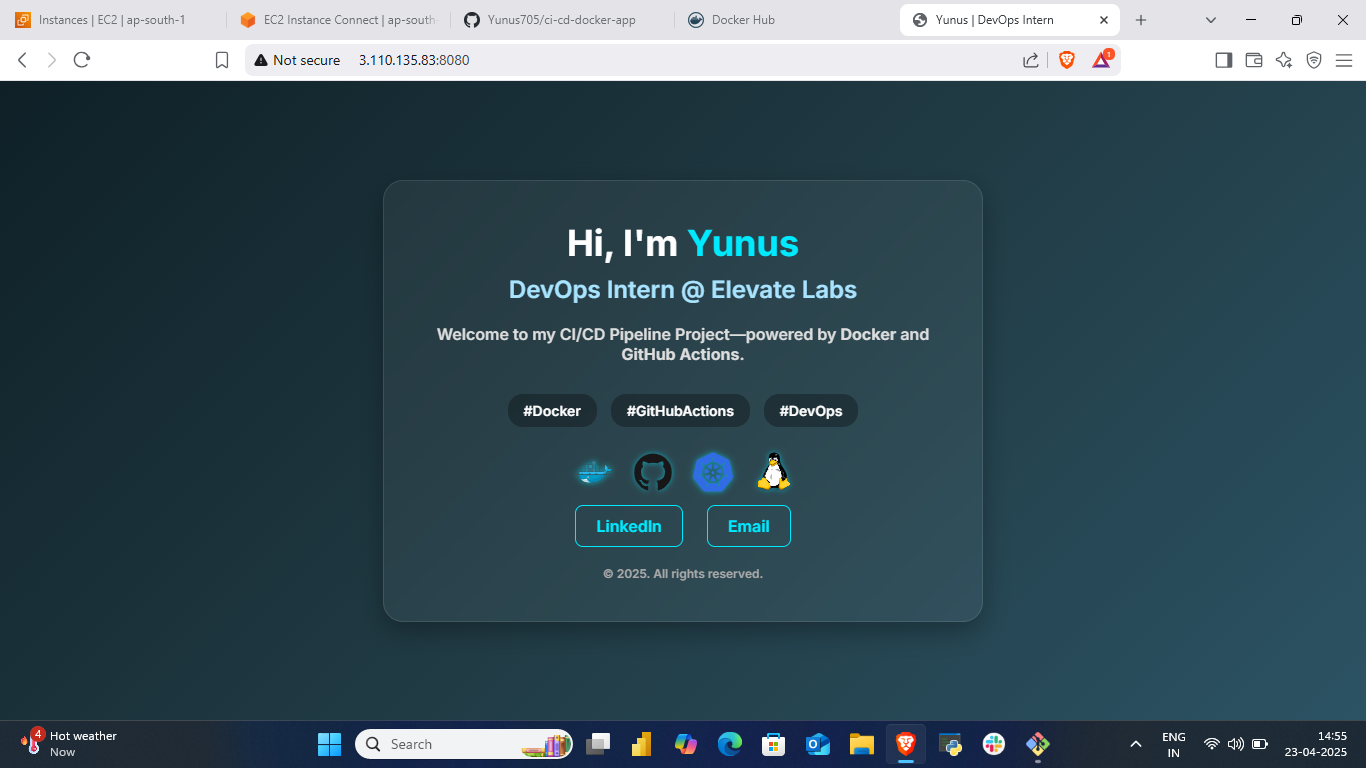 Instances | EC2 | ap-south-1
EC2 Instance Connect | ap-south-
Yunus705/ci-cd-docker-app
Docker Hub
Yunus | DevOps Intern
Not secure
3.110.135.83:8080
1
Hi, I'm Yunus
DevOps Intern @ Elevate Labs
Welcome to my CI/CD Pipeline Project—powered by Docker and
GitHub Actions.
#Docker
#GitHubActions
#DevOps
LinkedIn
Email
© 2025. All rights reserved.
4
Hot weather
Now
Search
ENG
IN
14:55
23-04-2025